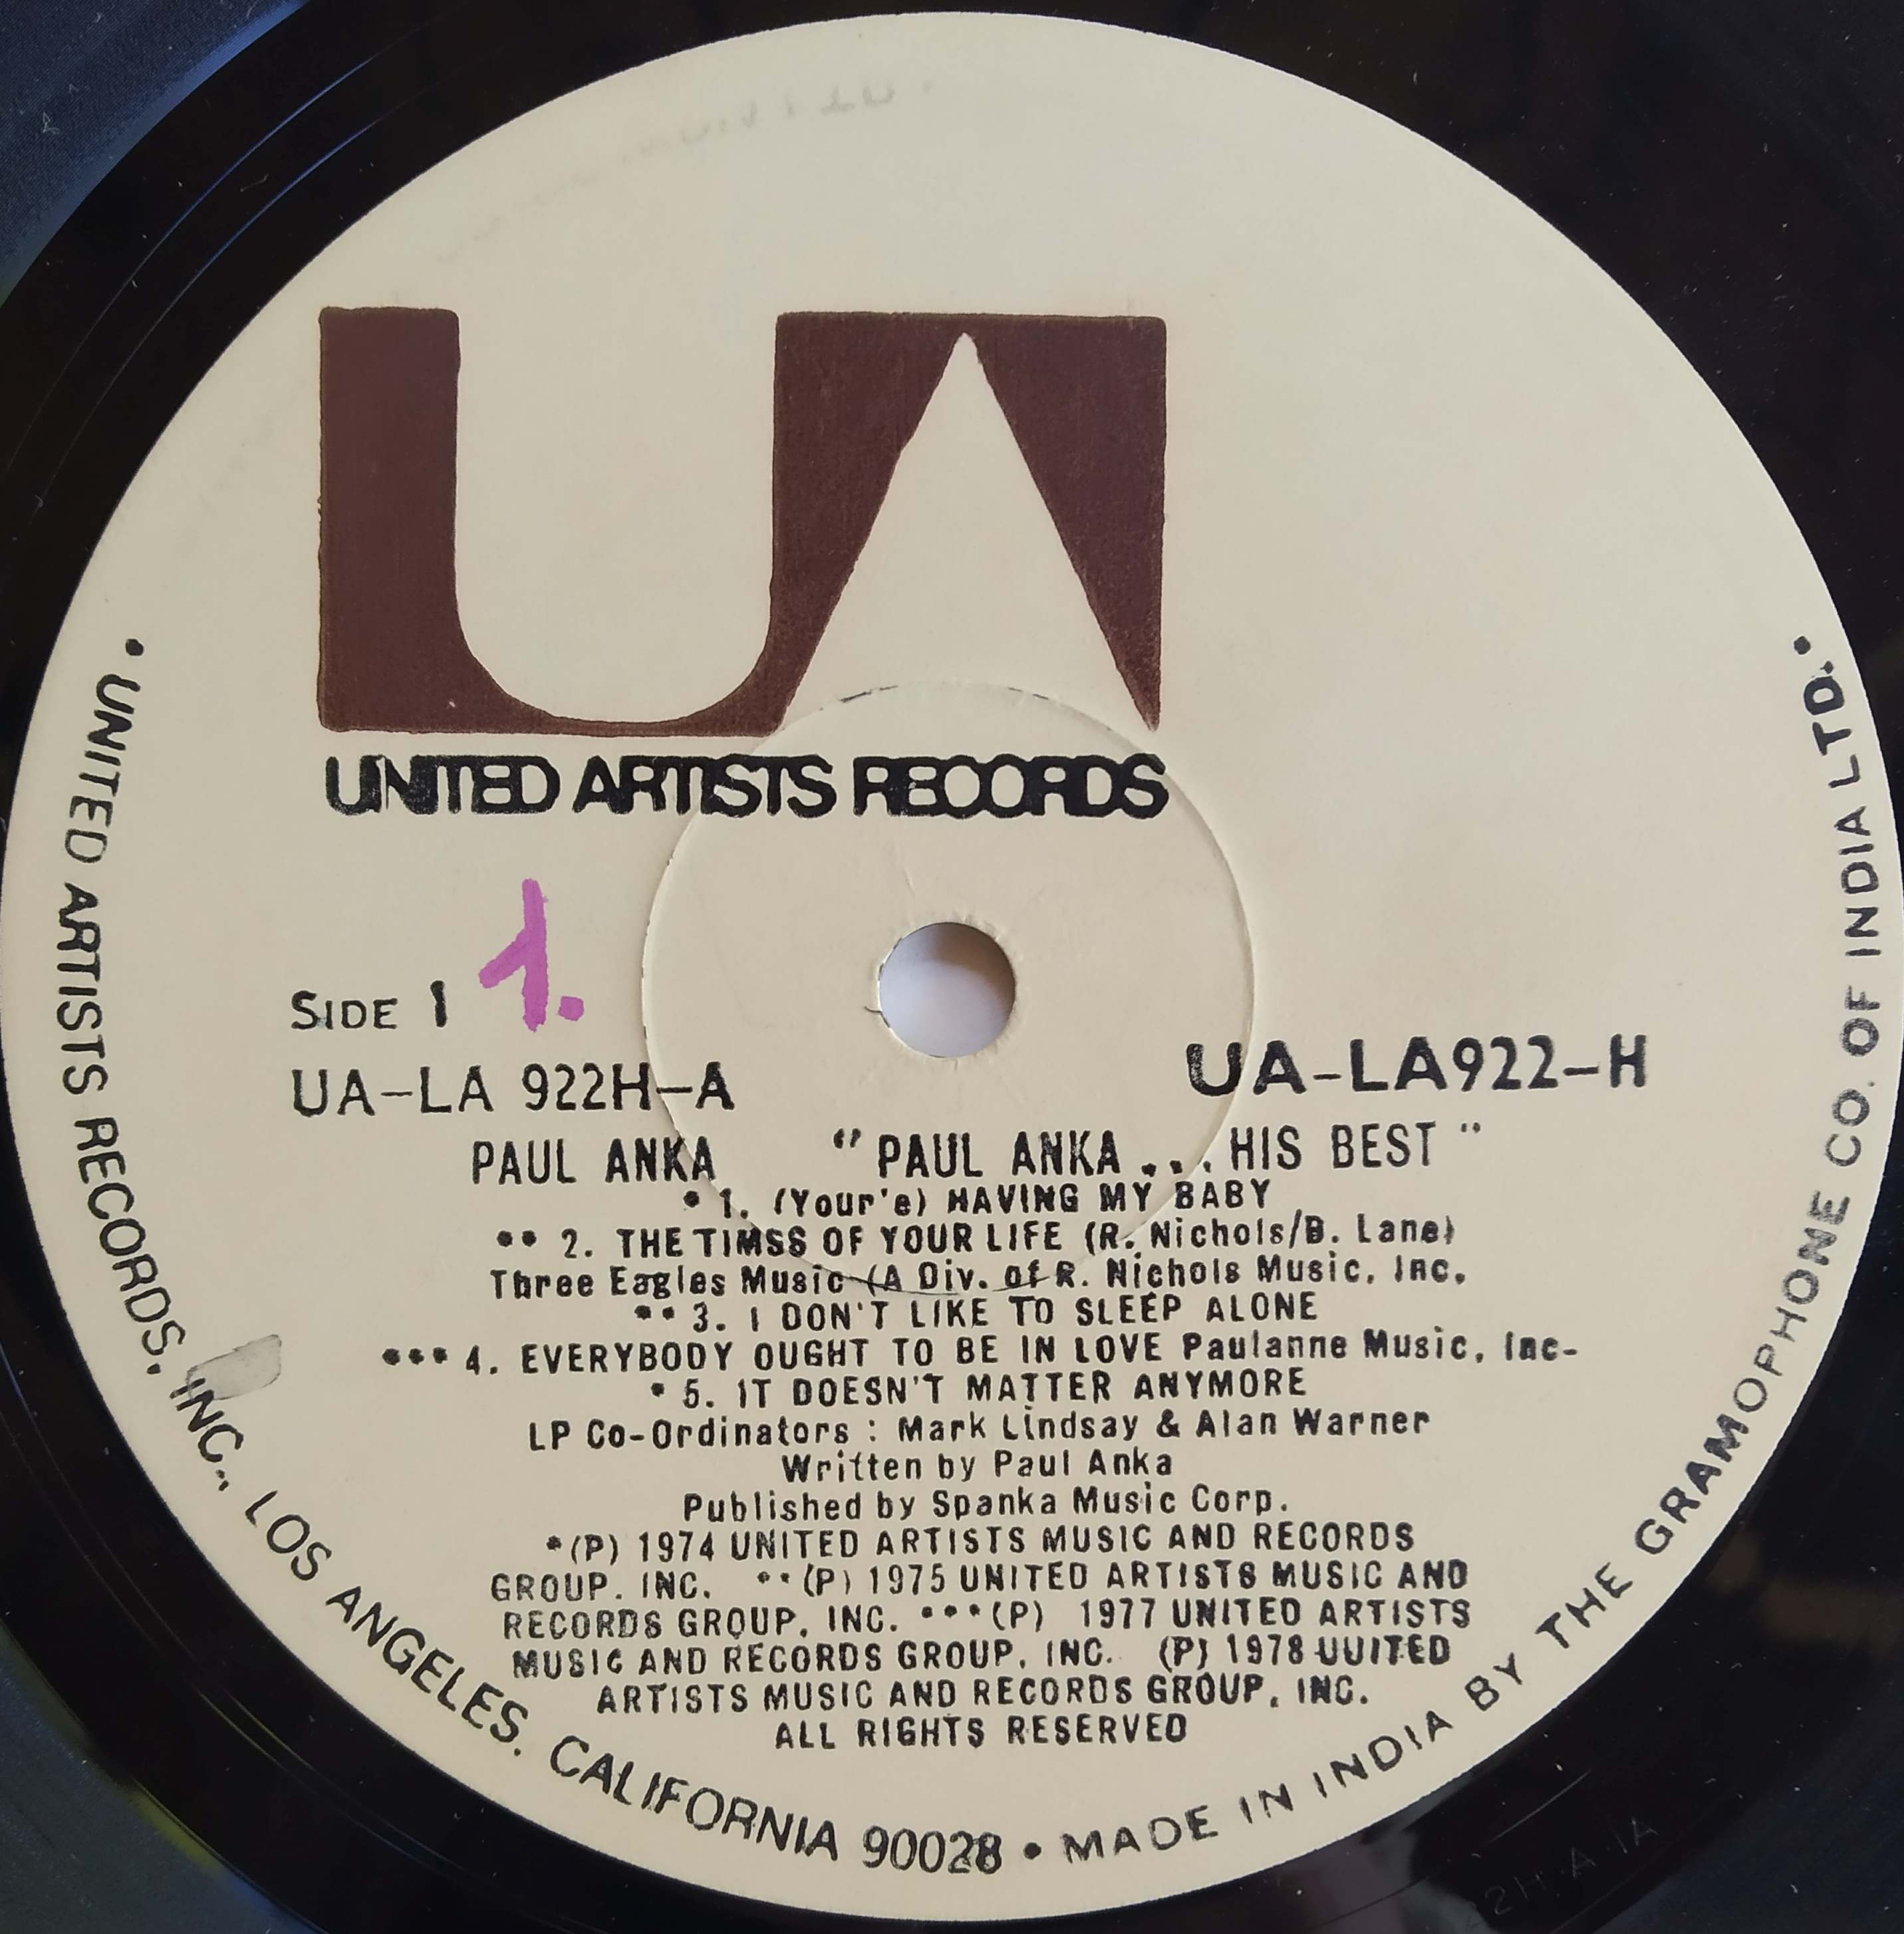 UA
UNITED ARTISTS RECORDS
SIDE 1 1.
UA-LA 922H-A
UA-LA922-H
PAUL ANKA " PAUL ANKA ... HIS BEST "
* 1. (Your'e) HAVING MY BABY
** 2. THE TIMSS OF YOUR LIFE (R. Nichols/B. Lane)
Three Eagles Music (A Div. of R. Nichols Music, Inc.
** 3. I DON'T LIKE TO SLEEP ALONE
*** 4. EVERYBODY OUGHT TO BE IN LOVE Paulanne Music, Inc-
* 5. IT DOESN'T MATTER ANYMORE
LP Co-Ordinators : Mark Lindsay & Alan Warner
Written by Paul Anka
Published by Spanka Music Corp.
*(P) 1974 UNITED ARTISTS MUSIC AND RECORDS
GROUP. INC. **(P) 1975 UNITED ARTISTS MUSIC AND
RECORDS GROUP, INC. ***(P) 1977 UNITED ARTISTS
MUSIC AND RECORDS GROUP, INC. (P) 1978 UUITED
ARTISTS MUSIC AND RECORDS GROUP, INC.
ALL RIGHTS RESERVED
• UNITED ARTISTS RECORDS, INC., LOS ANGELES, CALIFORNIA 90028 • MADE IN INDIA BY THE GRAMOPHONE CO. OF INDIA LTD. •